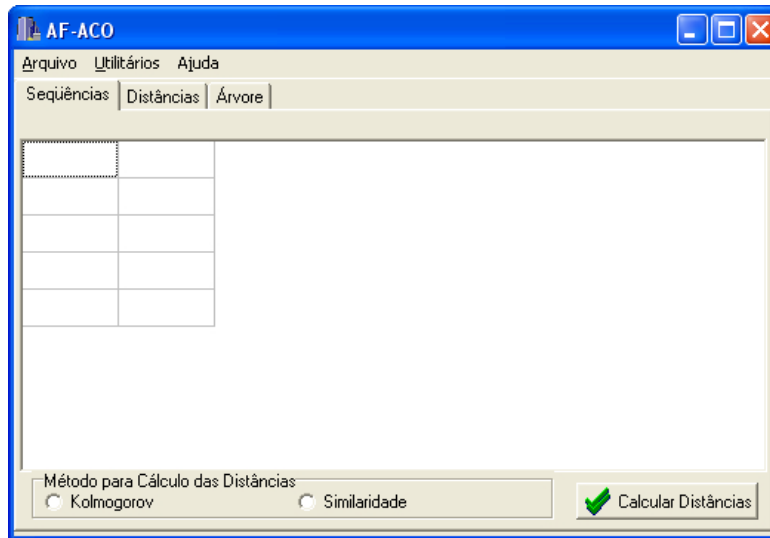 AF-ACO
Arquivo Utilitários Ajuda
Seqüências Distâncias Árvore
Método para Cálculo das Distâncias
Kolmogorov Similaridade Calcular Distâncias